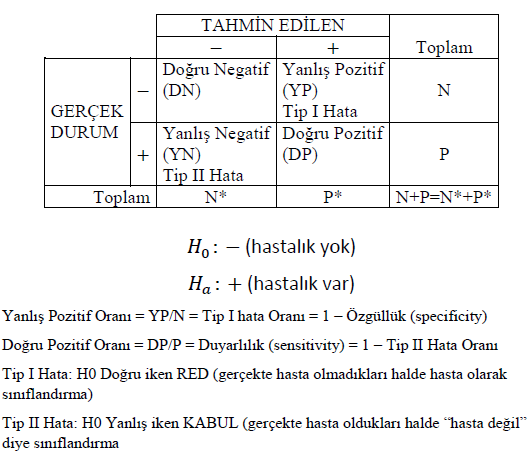 TAHMİN EDİLEN
Toplam
−
+
GERÇEK
DURUM
−
Doğru Negatif
(DN)
Yanlış Pozitif
(YP)
Tip I Hata
N
+
Yanlış Negatif
(YN)
Tip II Hata
Doğru Pozitif
(DP)
P
Toplam
N*
P*
N+P=N*+P*
H₀: − (hastalık yok)
Hₐ: + (hastalık var)
Yanlış Pozitif Oranı = YP/N = Tip I hata Oranı = 1 – Özgüllük (specificity)
Doğru Pozitif Oranı = DP/P = Duyarlılık (sensitivity) = 1 – Tip II Hata Oranı
Tip I Hata: H0 Doğru iken RED (gerçekte hasta olmadıkları halde hasta olarak
sınıflandırma)
Tip II Hata: H0 Yanlış iken KABUL (gerçekte hasta oldukları halde “hasta değil”
diye sınıflandırma